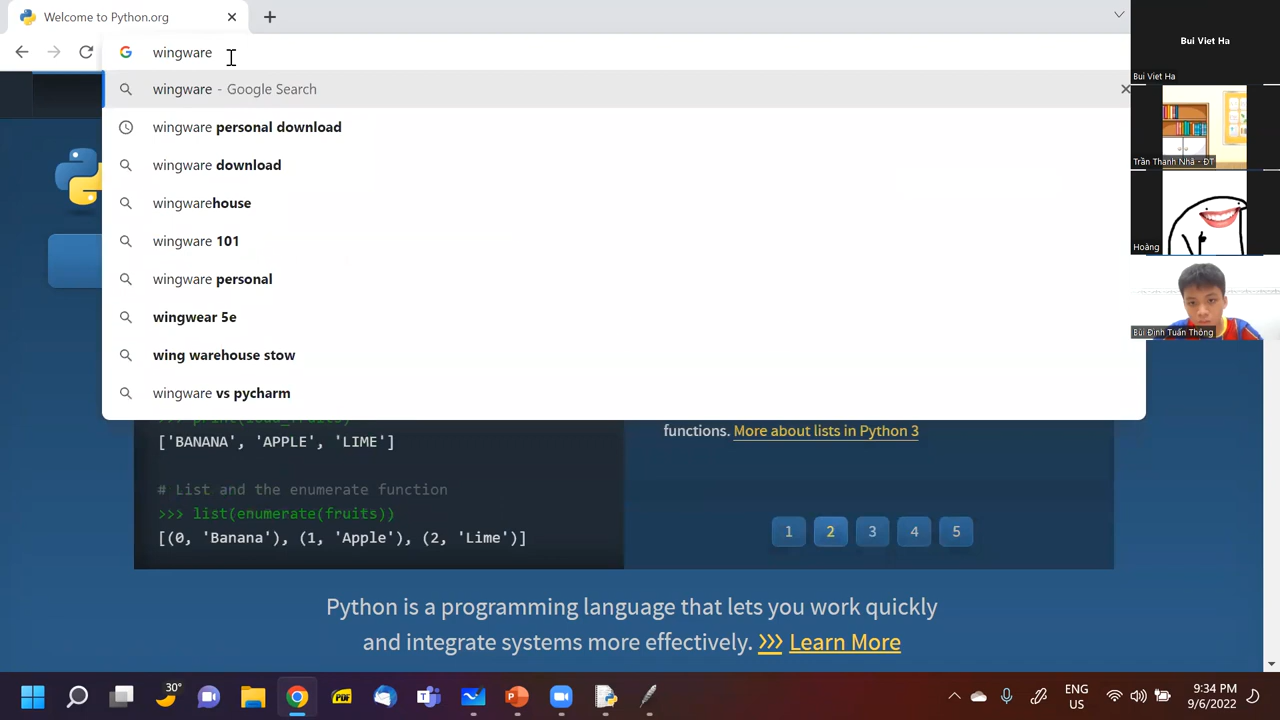 Welcome to Python.org
wingware
wingware - Google Search
wingware personal download
wingware download
wingwarehouse
wingware 101
wingware personal
wingwear 5e
wing warehouse stow
wingware vs pycharm
['BANANA', 'APPLE', 'LIME']
# List and the enumerate function
>>> list(enumerate(fruits))
[(0, 'Banana'), (1, 'Apple'), (2, 'Lime')]
functions. More about lists in Python 3
1 2 3 4 5
Python is a programming language that lets you work quickly
and integrate systems more effectively. >>> Learn More
Bui Viet Ha
Bui Viet Ha
Trần Thanh Nhã - ĐT
Hoàng
Bùi Định Tuấn Thông
30°
PDF
ENG
US
9:34 PM
9/6/2022